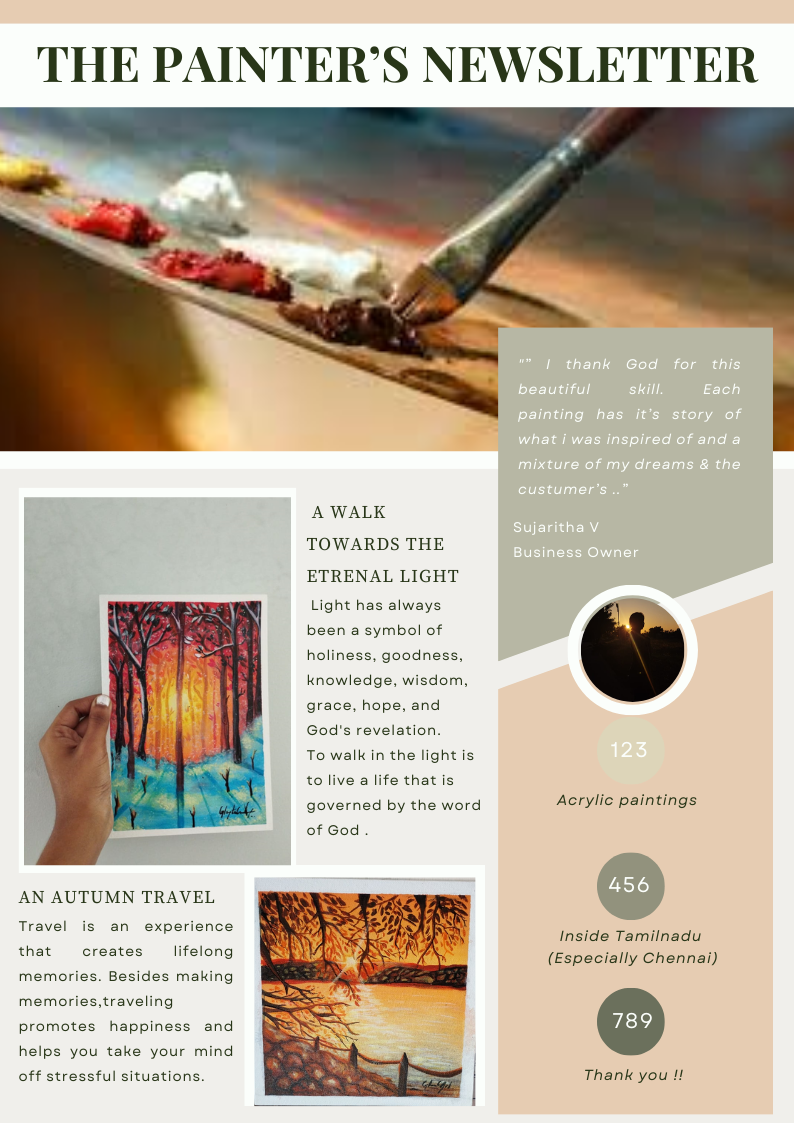 THE PAINTER’S NEWSLETTER
"” I thank God for this
beautiful skill. Each
painting has it’s story of
what i was inspired of and a
mixture of my dreams & the
custumer’s ..”
Sujaritha V
Business Owner
A WALK
TOWARDS THE
ETRENAL LIGHT
Light has always
been a symbol of
holiness, goodness,
knowledge, wisdom,
grace, hope, and
God's revelation.
To walk in the light is
to live a life that is
governed by the word
of God .
AN AUTUMN TRAVEL
Travel is an experience
that creates lifelong
memories. Besides making
memories,traveling
promotes happiness and
helps you take your mind
off stressful situations.
123
Acrylic paintings
456
Inside Tamilnadu
(Especially Chennai)
789
Thank you !!